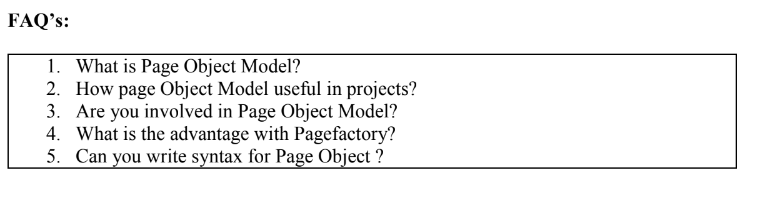 FAQ’s:
1. What is Page Object Model?
2. How page Object Model useful in projects?
3. Are you involved in Page Object Model?
4. What is the advantage with Pagefactory?
5. Can you write syntax for Page Object ?